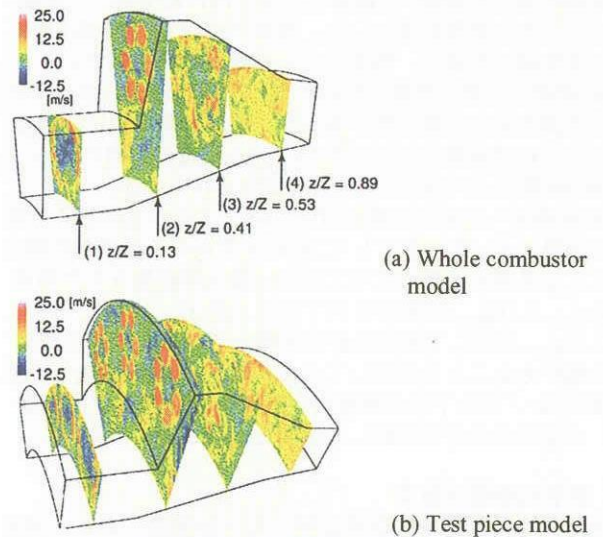 25.0
12.5
0.0
-12.5
[m/s]
(4) z/Z = 0.89
(3) z/Z = 0.53
(2) z/Z = 0.41
(1) z/Z = 0.13
(a) Whole combustor
model
25.0 [m/s]
12.5
0.0
-12.5
(b) Test piece model